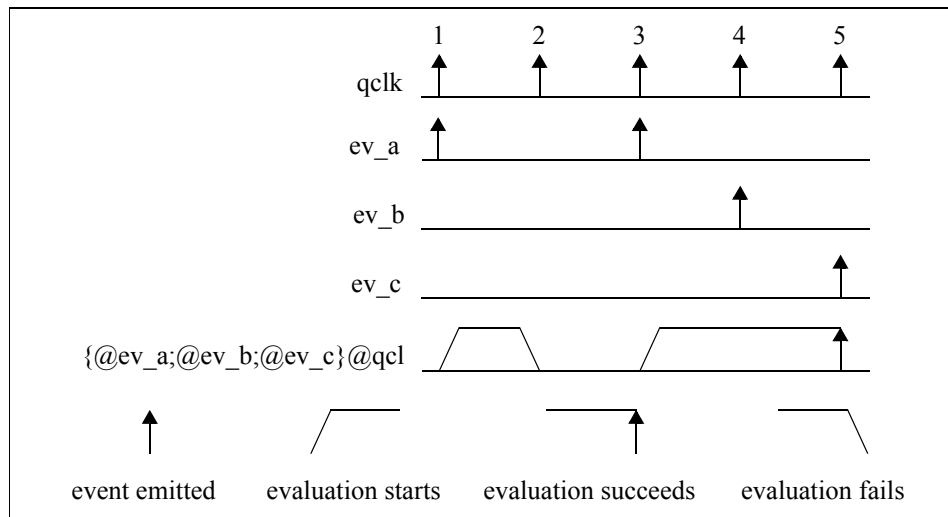 1 2 3 4 5
qclk
ev_a
ev_b
ev_c
{@ev_a;@ev_b;@ev_c}@qcl
event emitted evaluation starts evaluation succeeds evaluation fails